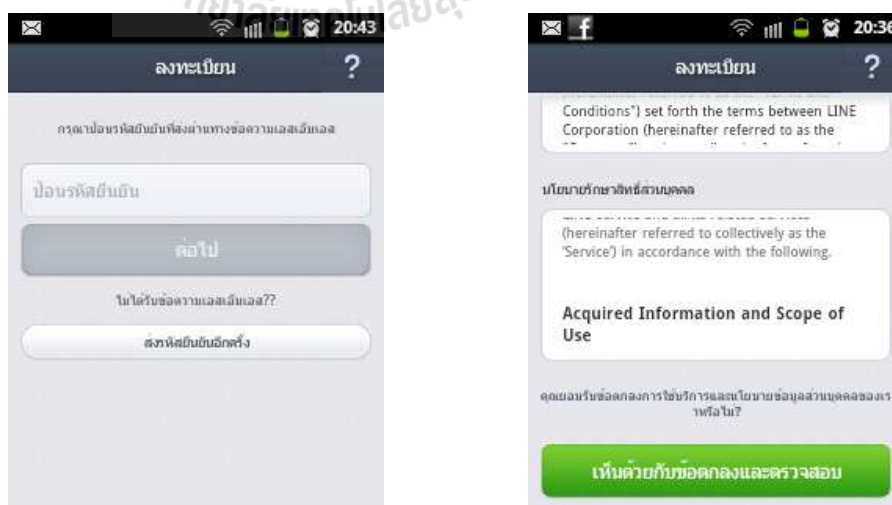 20:43
ลงทะเบียน ?
กรุณาป้อนรหัสยืนยันที่ส่งผ่านทางข้อความเอสเอ็มเอส
ป้อนรหัสยืนยัน
ต่อไป
ไม่ได้รับข้อความเอสเอ็มเอส??
ส่งรหัสยืนยันอีกครั้ง
f 20:36
ลงทะเบียน ?
Conditions") set forth the terms between LINE
Corporation (hereinafter referred to as the
นโยบายรักษาสิทธิ์ส่วนบุคคล
(hereinafter referred to collectively as the
'Service') in accordance with the following.
Acquired Information and Scope of
Use
คุณยอมรับข้อตกลงการใช้บริการและนโยบายข้อมูลส่วนบุคคลของเร
าหรือไม่?
เห็นด้วยกับข้อตกลงและตรวจสอบ